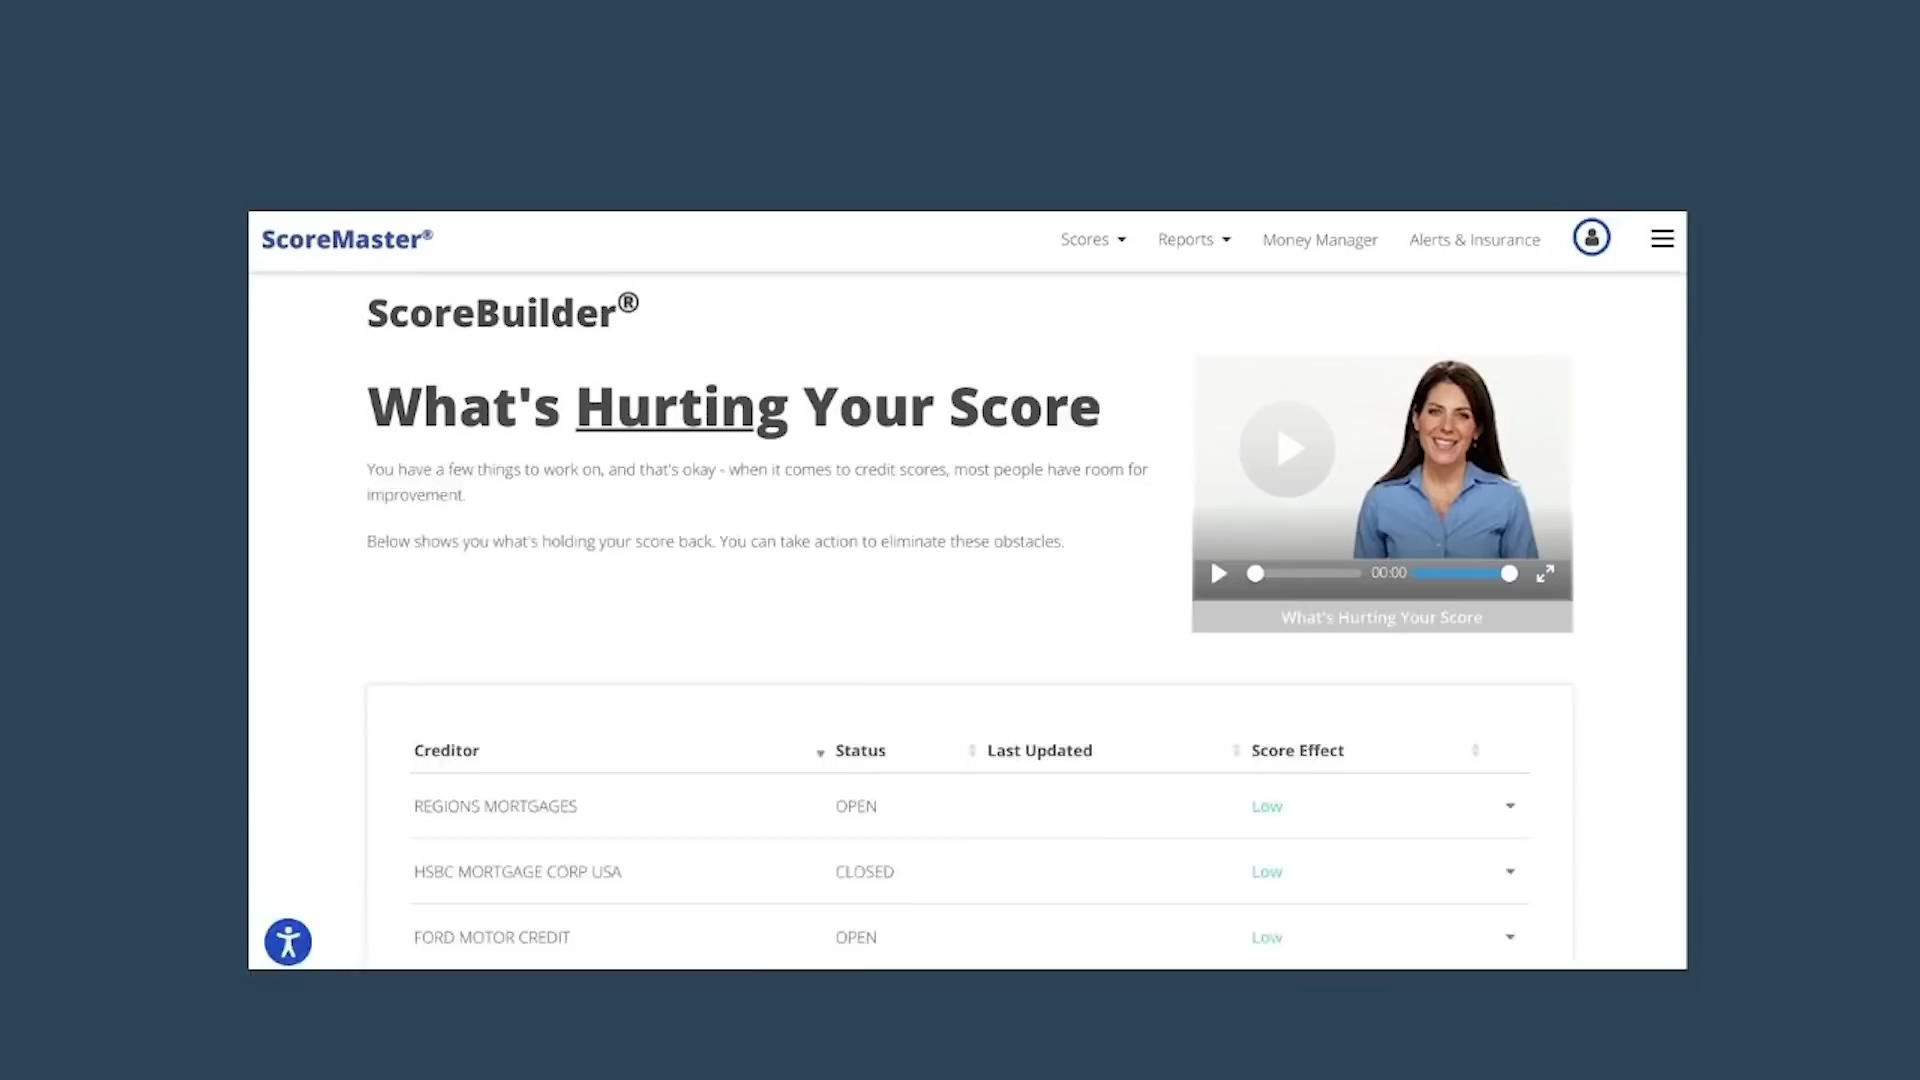 ScoreMaster®
Scores
Reports
Money Manager
Alerts & Insurance
ScoreBuilder®
What's Hurting Your Score
You have a few things to work on, and that's okay - when it comes to credit scores, most people have room for
improvement.
Below shows you what's holding your score back. You can take action to eliminate these obstacles.
00:00
What's Hurting Your Score
Creditor Status Last Updated Score Effect
REGIONS MORTGAGES OPEN Low
HSBC MORTGAGE CORP USA CLOSED Low
FORD MOTOR CREDIT OPEN Low